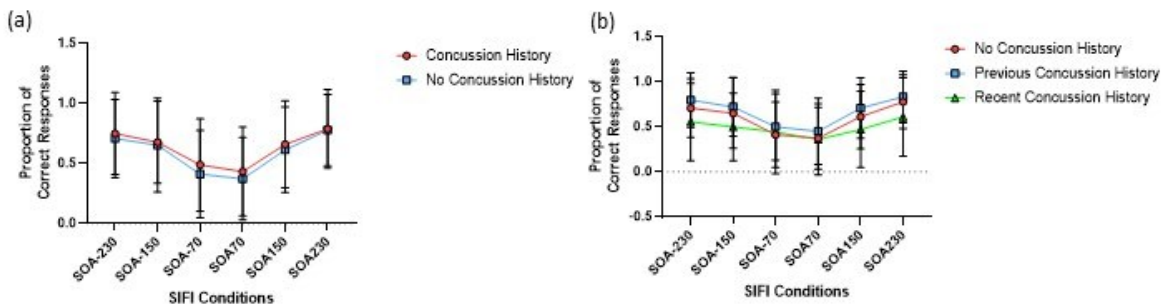 (a)
1.5
1.0
0.5
0.0
Proportion of
Correct Responses
SOA-230
SOA-150
SOA-70
SOA70
SOA150
SOA230
SIFI Conditions
Concussion History
No Concussion History
(b)
1.5
1.0
0.5
0.0
-0.5
Proportion of
Correct Responses
SOA-230
SOA-150
SOA-70
SOA70
SOA150
SOA230
SIFI Conditions
No Concussion History
Previous Concussion History
Recent Concussion History